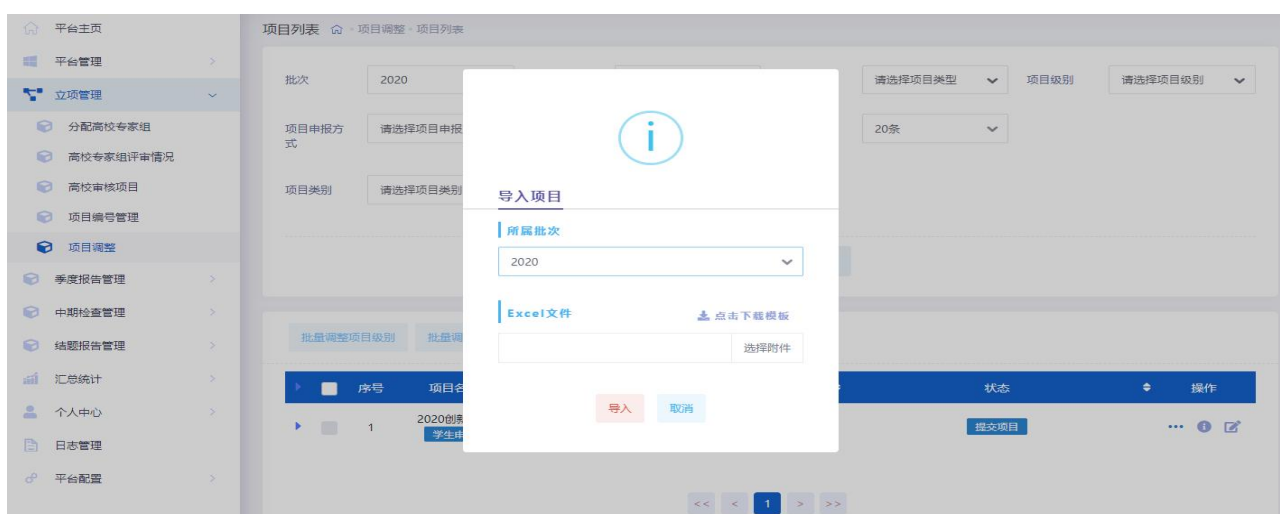 平台主页
平台管理
立项管理
分配高校专家组
高校专家组评审情况
高校审核项目
项目编号管理
项目调整
季度报告管理
中期检查管理
结题报告管理
汇总统计
个人中心
日志管理
平台配置
项目列表 - 项目调整 - 项目列表
批次 2020 请选择项目类型 项目级别 请选择项目级别
项目申报方式 请选择项目申报 20条
项目类别 请选择项目类别
i
导入项目
所属批次
2020
Excel文件 点击下载模板
选择附件
导入 取消
批量调整项目级别 批量调
序号 项目名 状态 操作
1 2020创新 提交项目 ...
学生申
<< < 1 > >>